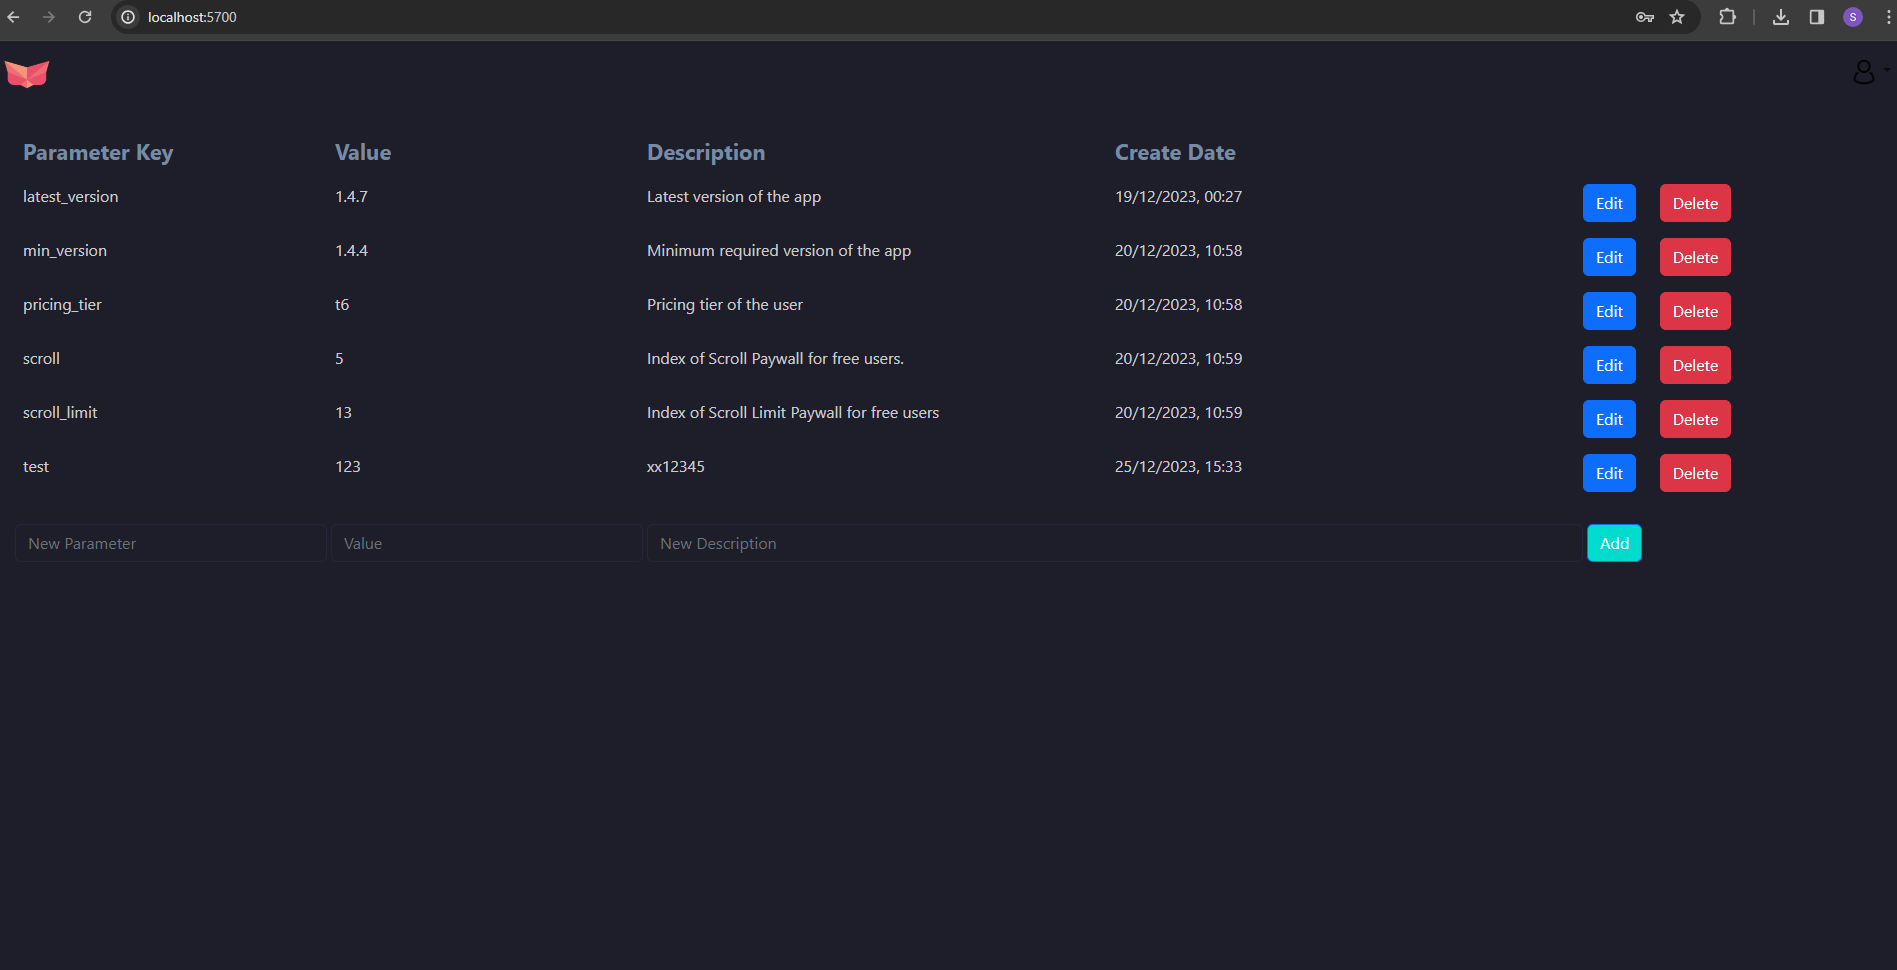 localhost:5700
S
Parameter Key Value Description Create Date
latest_version 1.4.7 Latest version of the app 19/12/2023, 00:27 Edit Delete
min_version 1.4.4 Minimum required version of the app 20/12/2023, 10:58 Edit Delete
pricing_tier t6 Pricing tier of the user 20/12/2023, 10:58 Edit Delete
scroll 5 Index of Scroll Paywall for free users. 20/12/2023, 10:59 Edit Delete
scroll_limit 13 Index of Scroll Limit Paywall for free users 20/12/2023, 10:59 Edit Delete
test 123 xx12345 25/12/2023, 15:33 Edit Delete
New Parameter Value New Description Add